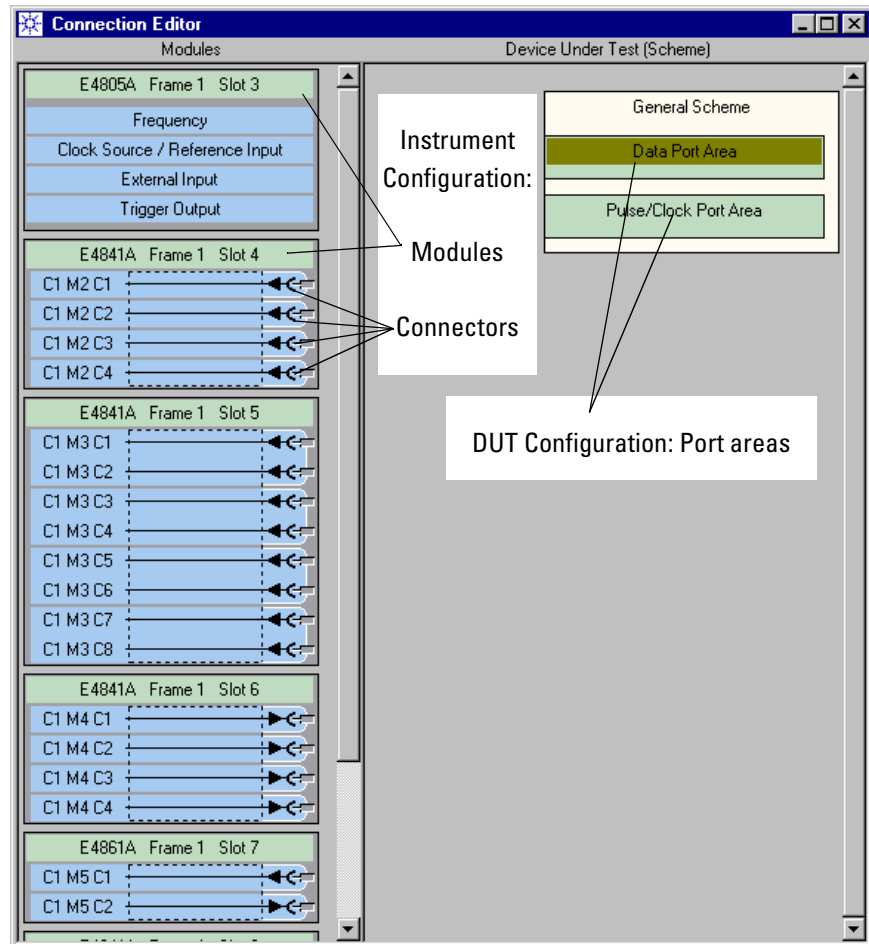 Connection Editor
Modules
Device Under Test (Scheme)
E4805A Frame 1 Slot 3
Frequency
Clock Source / Reference Input
External Input
Trigger Output
E4841A Frame 1 Slot 4
C1 M2 C1
C1 M2 C2
C1 M2 C3
C1 M2 C4
E4841A Frame 1 Slot 5
C1 M3 C1
C1 M3 C2
C1 M3 C3
C1 M3 C4
C1 M3 C5
C1 M3 C6
C1 M3 C7
C1 M3 C8
E4841A Frame 1 Slot 6
C1 M4 C1
C1 M4 C2
C1 M4 C3
C1 M4 C4
E4861A Frame 1 Slot 7
C1 M5 C1
C1 M5 C2
Instrument
Configuration:
Modules
Connectors
General Scheme
Data Port Area
Pulse/Clock Port Area
DUT Configuration: Port areas